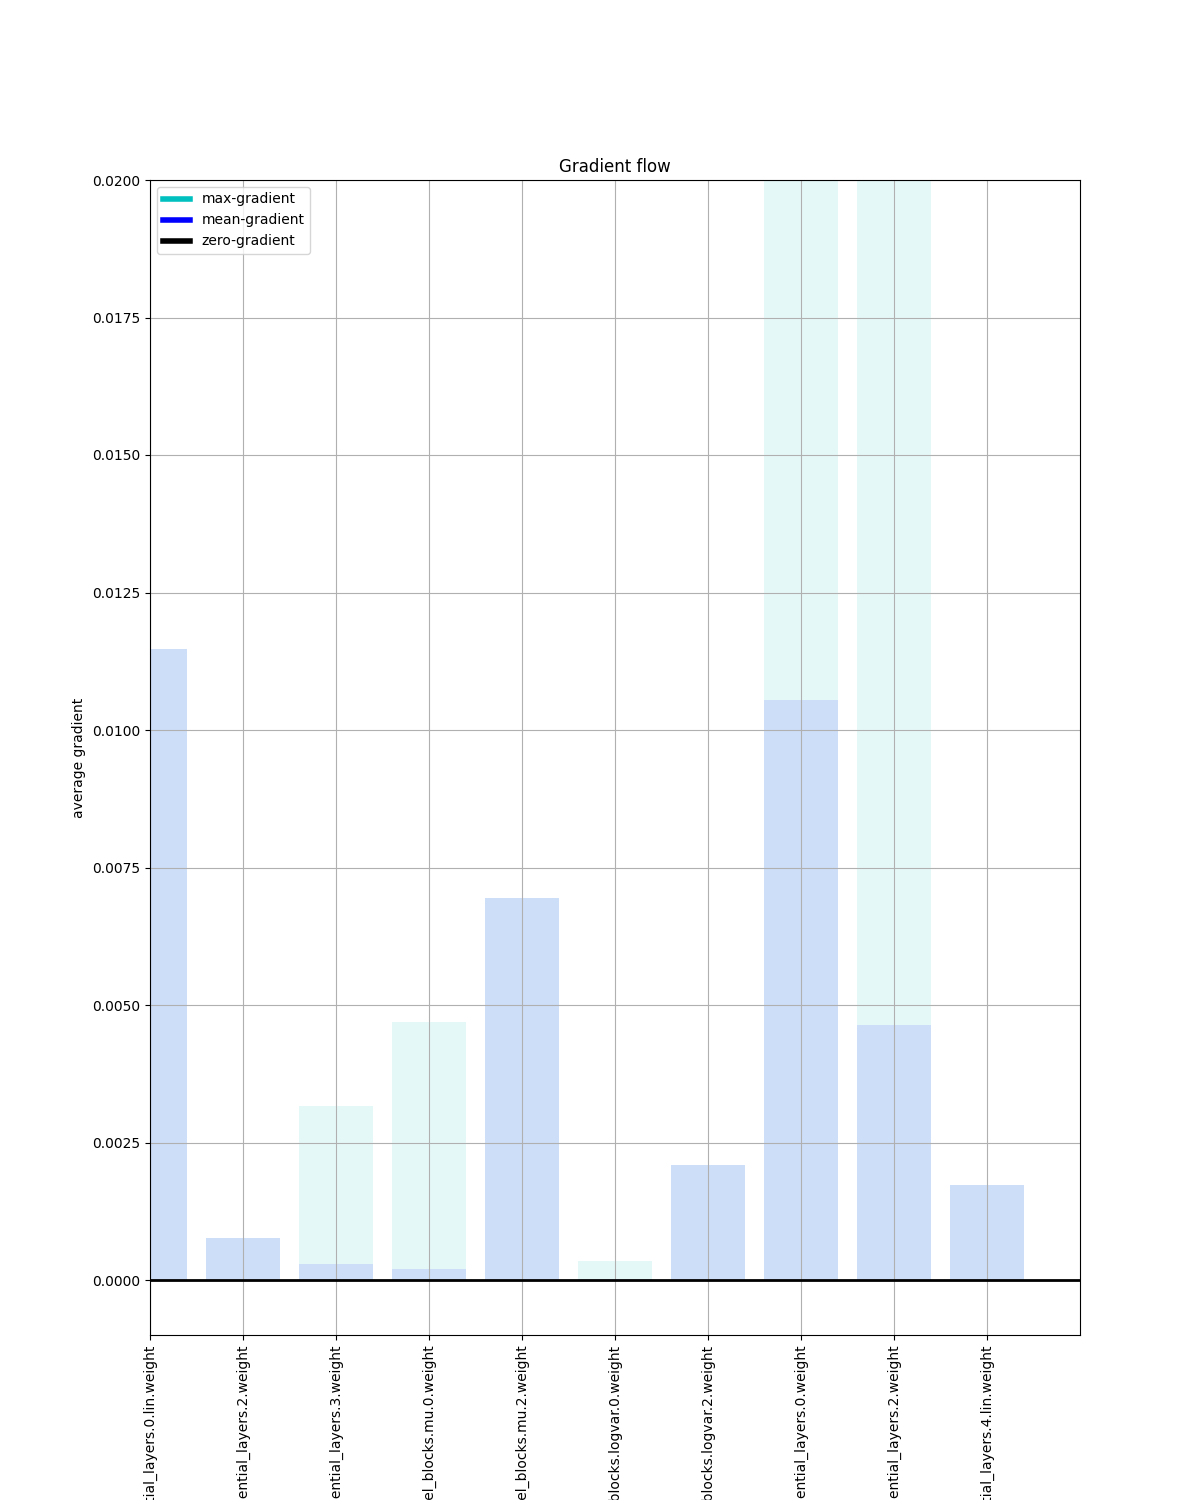 Gradient flow
max-gradient
mean-gradient
zero-gradient
0.0200
0.0175
0.0150
0.0125
0.0100
0.0075
0.0050
0.0025
0.0000
average gradient
tial_layers.0.lin.weight
ential_layers.2.weight
ential_layers.3.weight
el_blocks.mu.0.weight
el_blocks.mu.2.weight
blocks.logvar.0.weight
blocks.logvar.2.weight
ential_layers.0.weight
ential_layers.2.weight
tial_layers.4.lin.weight